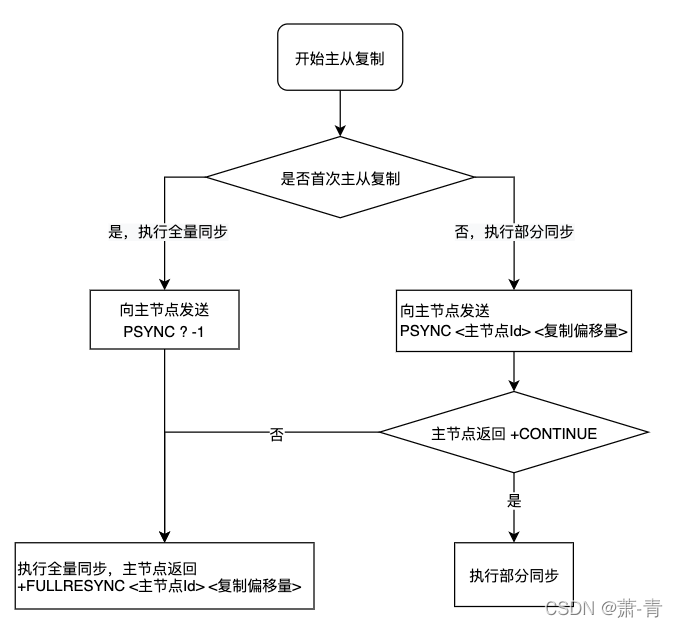 开始主从复制
是否首次主从复制
是，执行全量同步
否，执行部分同步
向主节点发送
PSYNC ? -1
向主节点发送
PSYNC <主节点Id> <复制偏移量>
主节点返回 +CONTINUE
否
是
执行全量同步，主节点返回
+FULLRESYNC <主节点Id> <复制偏移量>
执行部分同步
CSDN @萧-青